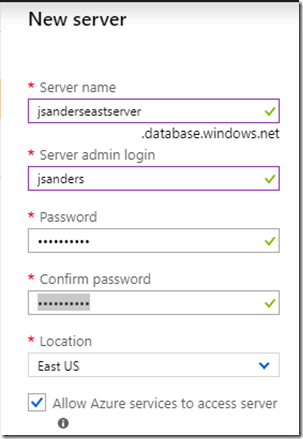 New server
* Server name
jsanderseastserver
.database.windows.net
* Server admin login
jsanders
* Password
••••••••••
* Confirm password
••••••••••
* Location
East US
Allow Azure services to access server